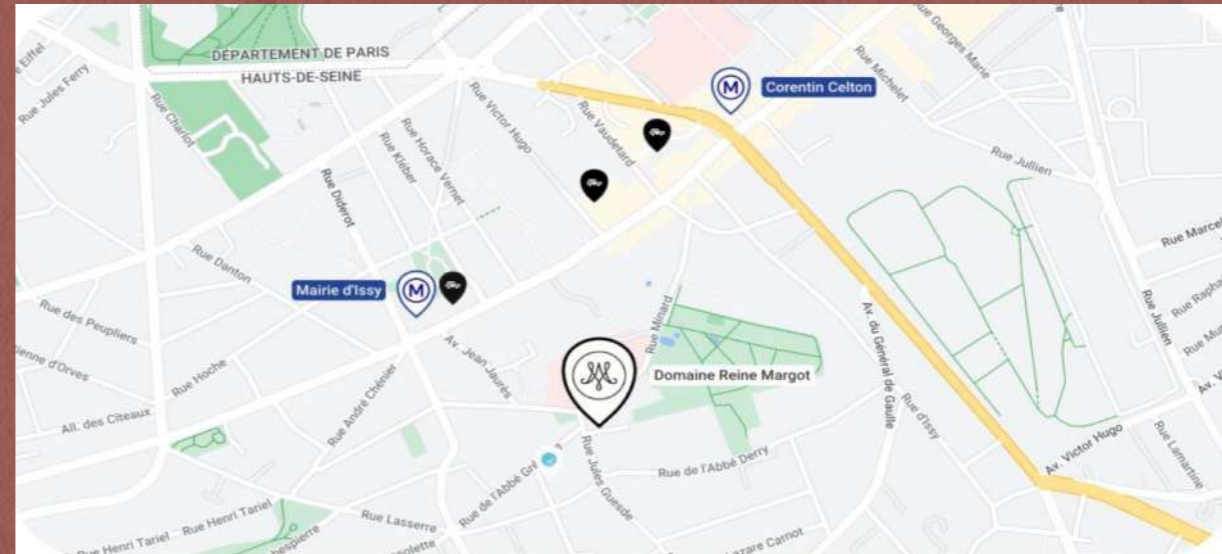 DÉPARTEMENT DE PARIS
HAUTS-DE-SEINE
Rue Georges Marie
Rue Michelet
Rue Jules Ferry
Rue Charlot
Rue Victor Hugo
Rue Vaudetard
M
Corentin Celton
Rue Kléber
Rue Horace Vernet
Rue Diderot
Rue Jullien
Rue Danton
Mairie d'Issy
M
Rue des Peupliers
Rue Minard
Av. du Général de Gaulle
Rue Jullien
Rue Hoche
Av. Jean Jaurès
Domaine Reine Margot
All. des Citeaux
Rue André Chénier
Rue d'Issy
Av. Victor Hugo
Rue Lamartine
Rue de l'Abbé Derry
Rue Jules Guesde
Rue de l'Abbé
Rue Henri Tariel
Rue Henri Tariel
Rue Lasserre